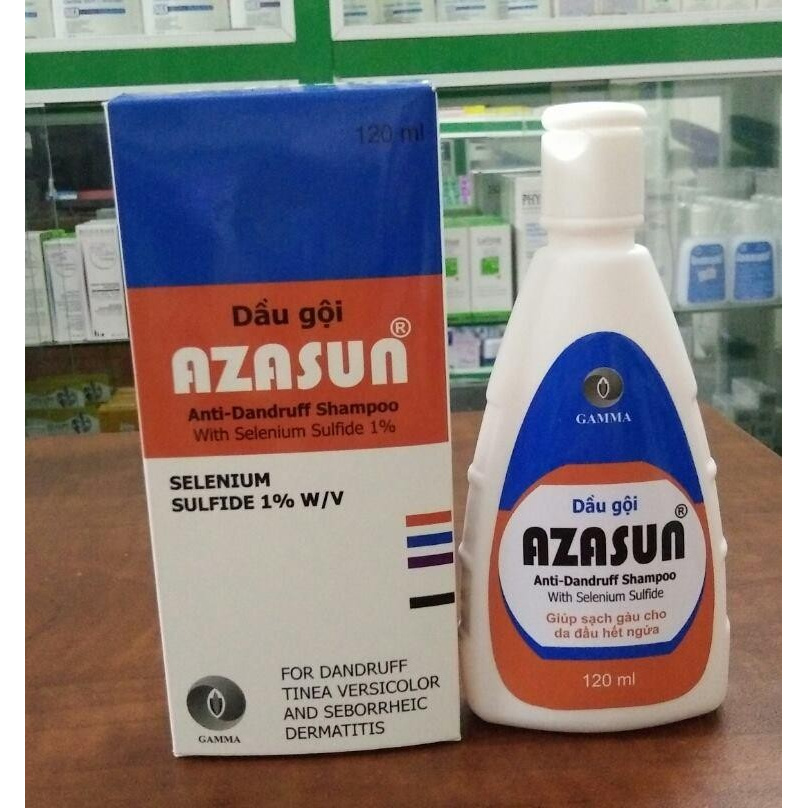 120 ml
Dầu gội
AZASUN®
Anti-Dandruff Shampoo
With Selenium Sulfide 1%
SELENIUM
SULFIDE 1% W/V
GAMMA
FOR DANDRUFF
TINEA VERSICOLOR
AND SEBORRHEIC
DERMATITIS
GAMMA
Dầu gội
AZASUN®
Anti-Dandruff Shampoo
With Selenium Sulfide
Giúp sạch gàu cho
da đầu hết ngứa
120 ml